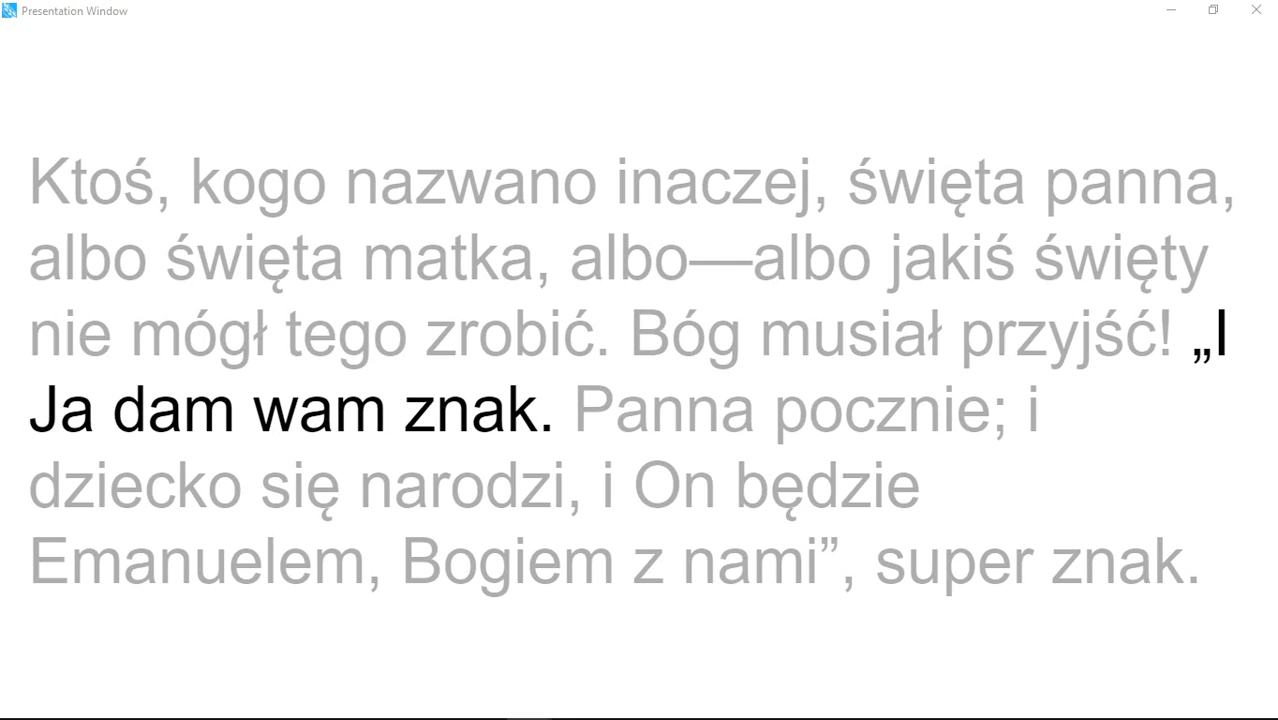 Presentation Window
Ktoś, kogo nazwano inaczej, święta panna,
albo święta matka, albo—albo jakiś święty
nie mógł tego zrobić. Bóg musiał przyjść! „I
Ja dam wam znak. Panna pocznie; i
dziecko się narodzi, i On będzie
Emanuelem, Bogiem z nami”, super znak.